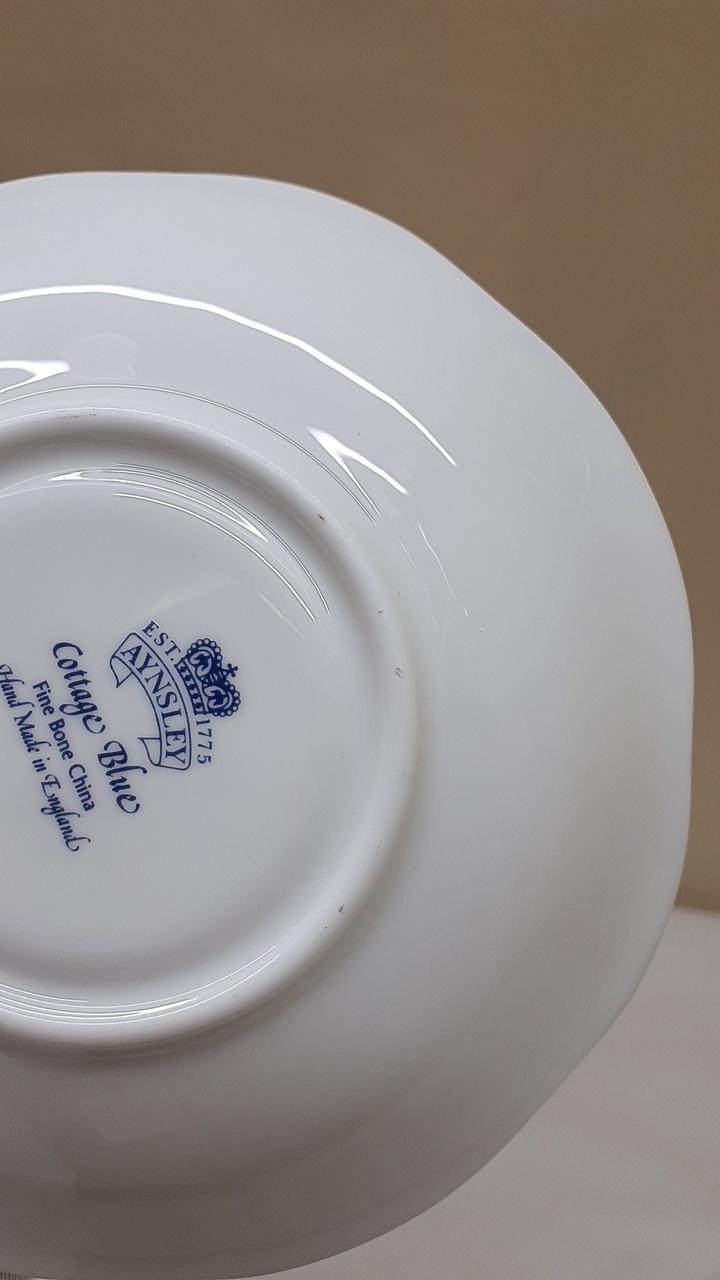 EST. 1775
AYNSLEY
Cottage Blue
Fine Bone China
Hand Made in England